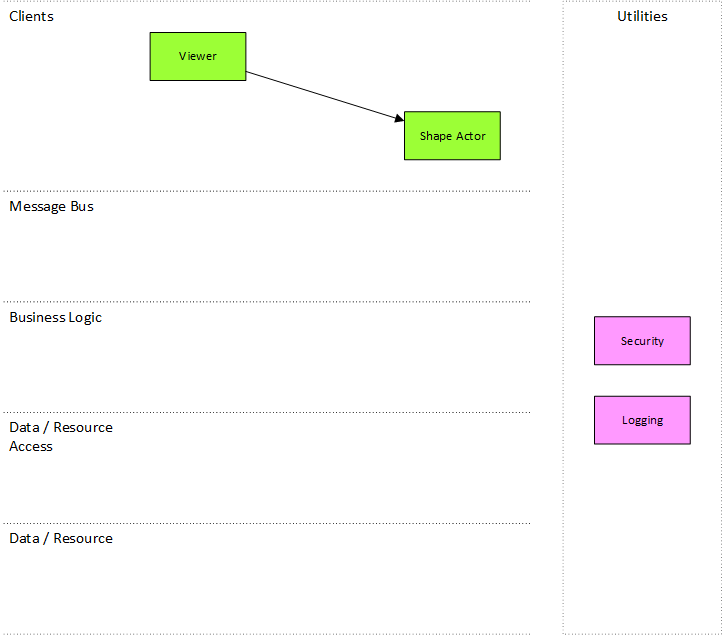 Clients
Utilities
Viewer
Shape Actor
Message Bus
Business Logic
Security
Logging
Data / Resource
Access
Data / Resource